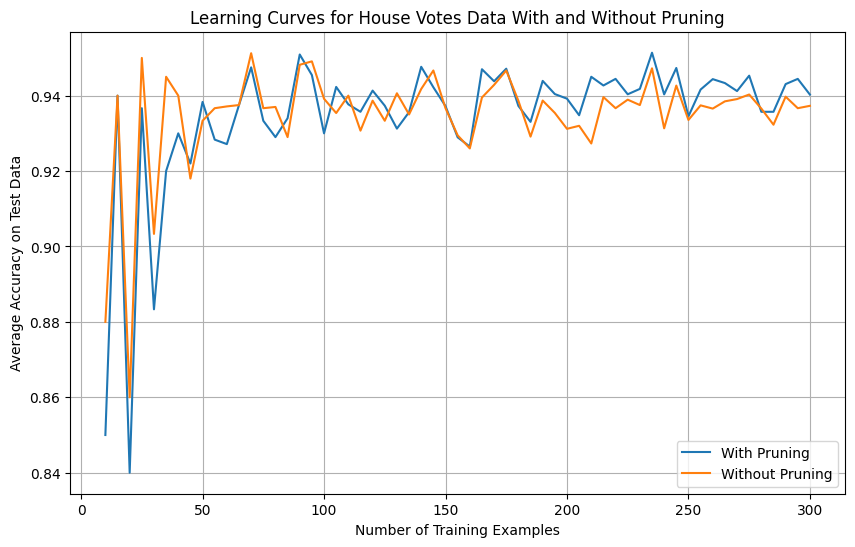 Learning Curves for House Votes Data With and Without Pruning
Average Accuracy on Test Data
0.94
0.92
0.90
0.88
0.86
0.84
0
50
100
150
200
250
300
Number of Training Examples
With Pruning
Without Pruning